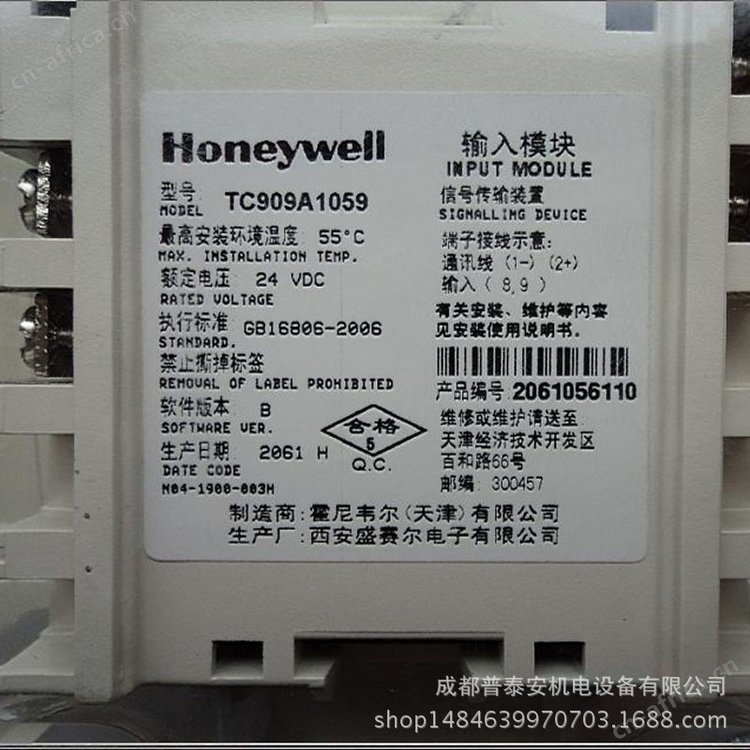 Honeywell
型号 TC909A1059
MODEL
最高安装环境温度 55°C
MAX. INSTALLATION TEMP.
额定电压 24 VDC
RATED VOLTAGE
执行标准 GB16806-2006
STANDARD.
禁止撕掉标签
REMOVAL OF LABEL PROHIBITED
软件版本 B
SOFTWARE VER.
生产日期 2061 H
DATE CODE
M04-1900-003H
合格
5
Q.C.
输入模块
INPUT MODULE
信号传输装置
SIGNALLING DEVICE
端子接线示意:
通讯线 (1-) (2+)
输入 (8,9)
有关安装、维护等内容
见安装使用说明书.
产品编号:2061056110
维修或维护请送至:
天津经济技术开发区
百和路66号
邮编: 300457
制造商: 霍尼韦尔(天津)有限公司
生产厂: 西安盛赛尔电子有限公司
成都普泰安机电设备有限公司
shop1484639970703.1688.com
cn-africa.cn